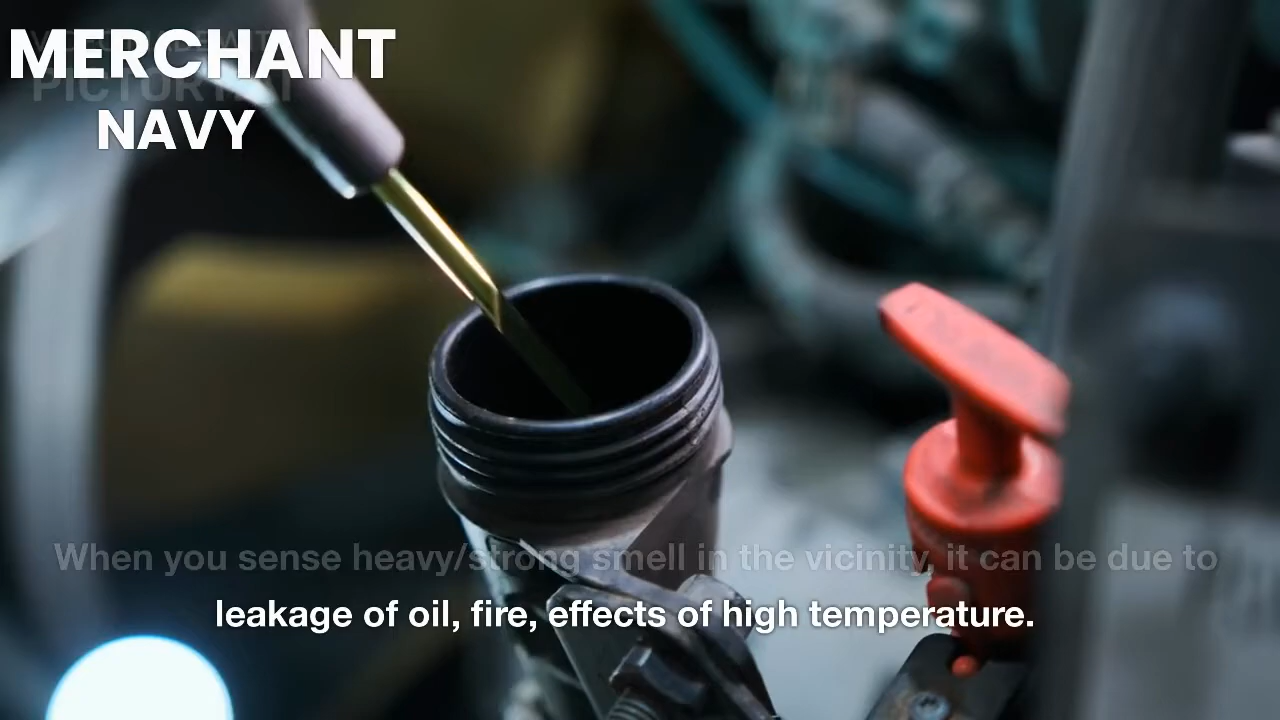 MERCHANT
NAVY
When you sense heavy/strong smell in the vicinity, it can be due to
leakage of oil, fire, effects of high temperature.